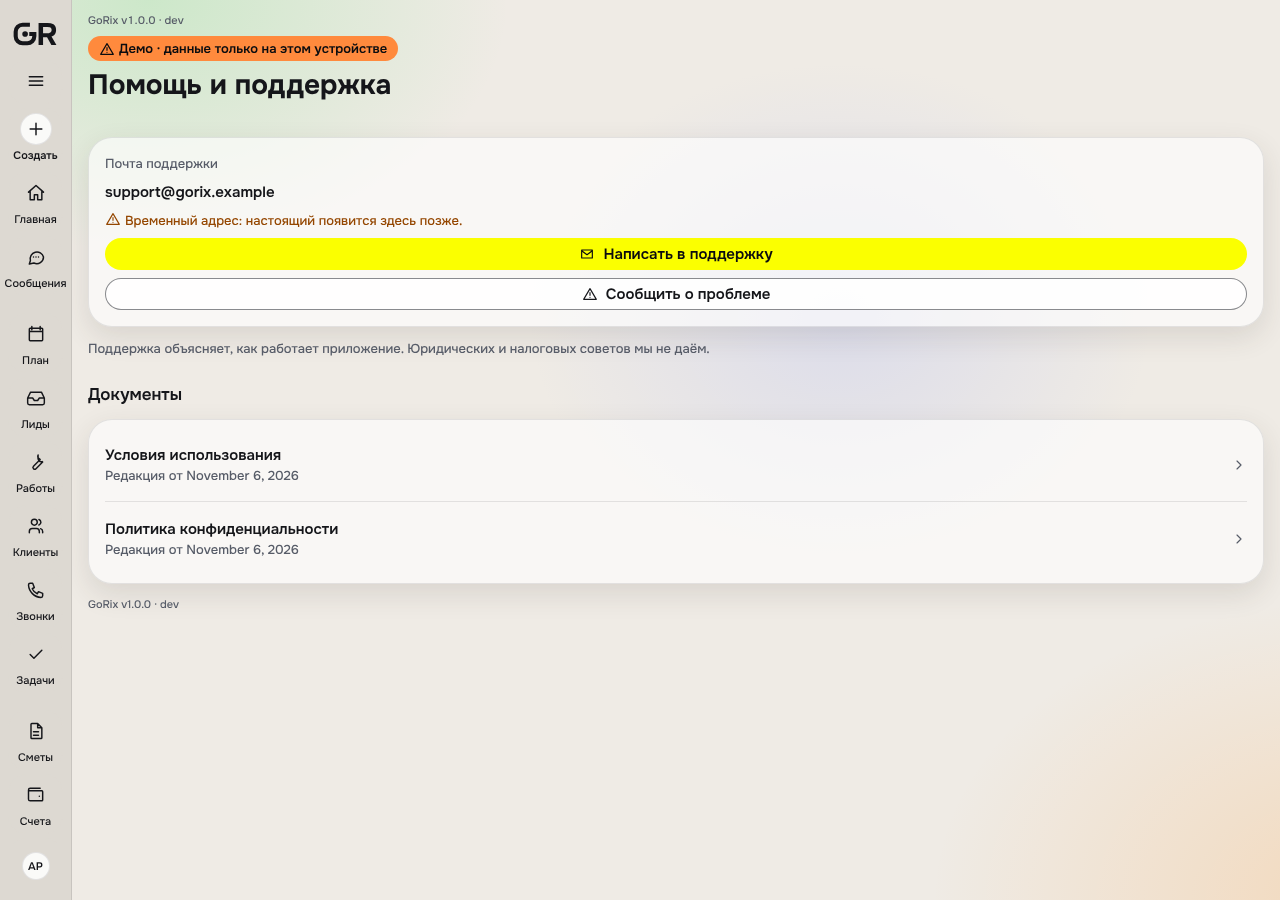 GR
GoRix v1.0.0 · dev
Демо · данные только на этом устройстве
Помощь и поддержка
Создать
Главная
Сообщения
План
Лиды
Работы
Клиенты
Звонки
Задачи
Сметы
Счета
AP
Почта поддержки
support@gorix.example
Временный адрес: настоящий появится здесь позже.
Написать в поддержку
Сообщить о проблеме
Поддержка объясняет, как работает приложение. Юридических и налоговых советов мы не даём.
Документы
Условия использования
Редакция от November 6, 2026
Политика конфиденциальности
Редакция от November 6, 2026
GoRix v1.0.0 · dev